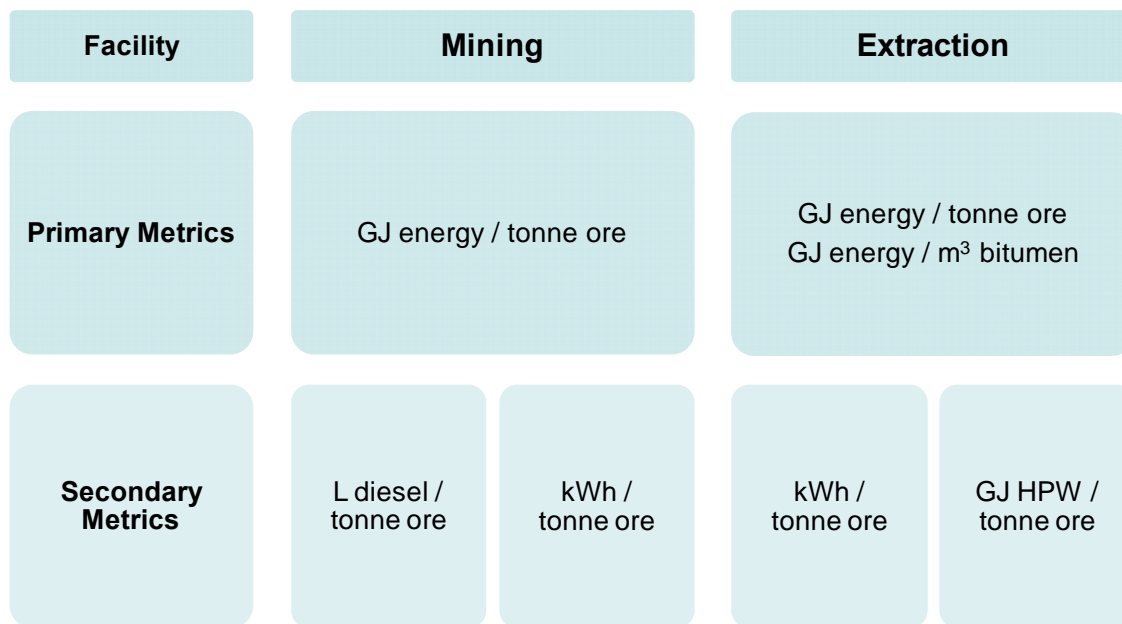 Facility
Mining
Extraction
Primary Metrics
GJ energy / tonne ore
GJ energy / tonne ore
GJ energy / m³ bitumen
Secondary
Metrics
L diesel /
tonne ore
kWh /
tonne ore
kWh /
tonne ore
GJ HPW /
tonne ore